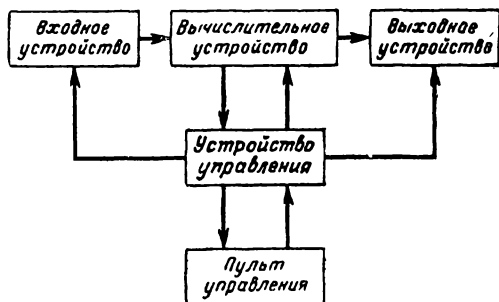 Входное
устройство
Вычислительное
устройство
Выходное
устройство
Устройство
управления
Пульт
управления